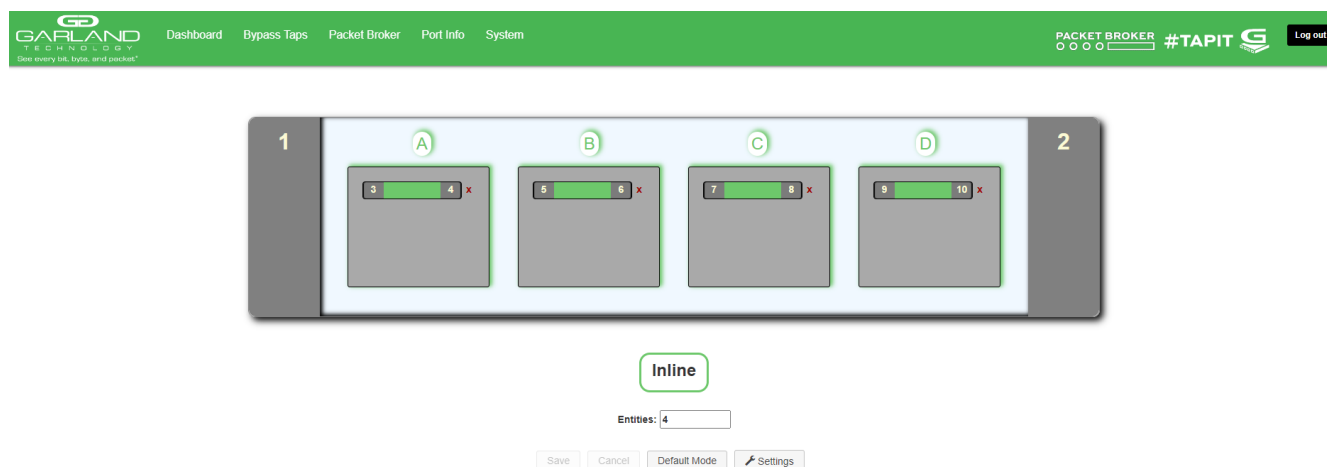 GARLAND
TECHNOLOGY
See every bit, byte, and packet®
Dashboard Bypass Taps Packet Broker Port Info System
PACKET BROKER
#TAPIT
Log out
1 A B C D 2
3 4 x 5 6 x 7 8 x 9 10 x
Inline
Entities: 4
Save Cancel Default Mode Settings